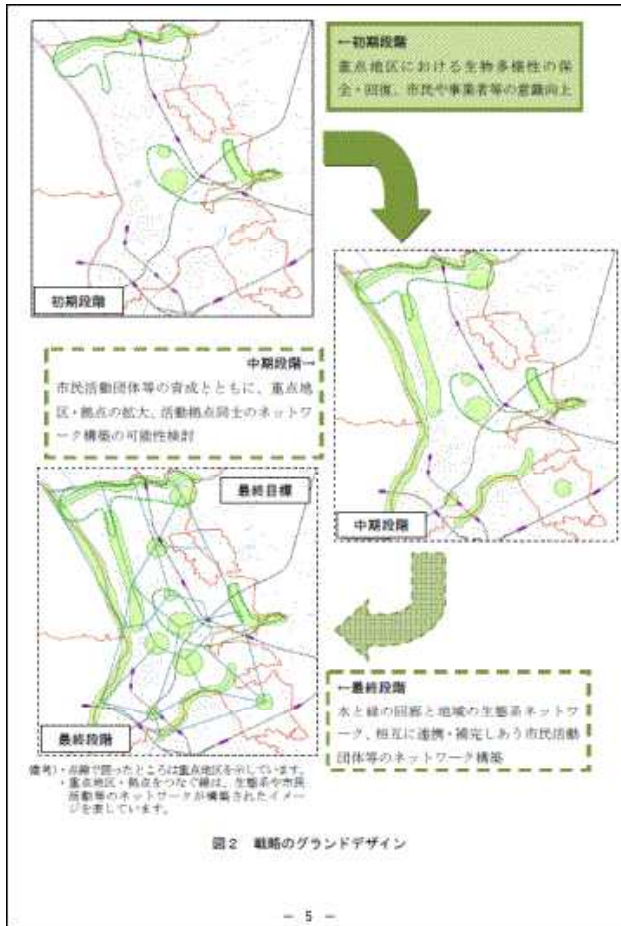 ←初期段階
重点地区における生物多様性の保
全・回復、市民や事業者等の意識向上
初期段階
中期段階→
市民活動団体等の育成とともに、重点地
区・拠点の拡大、活動拠点同士のネットワ
ーク構築の可能性検討
中期段階
最終目標
最終段階
←最終段階
水と緑の回廊と地域の生態系ネットワ
ーク、相互に連携・補完しあう市民活動
団体等のネットワーク構築
備考)・点線で囲ったところは重点地区を示しています。
・重点地区・拠点をつなぐ線は、生態系や市民
活動等のネットワークが構築されたイメー
ジを表しています。
図2 戦略のグランドデザイン
- 5 -